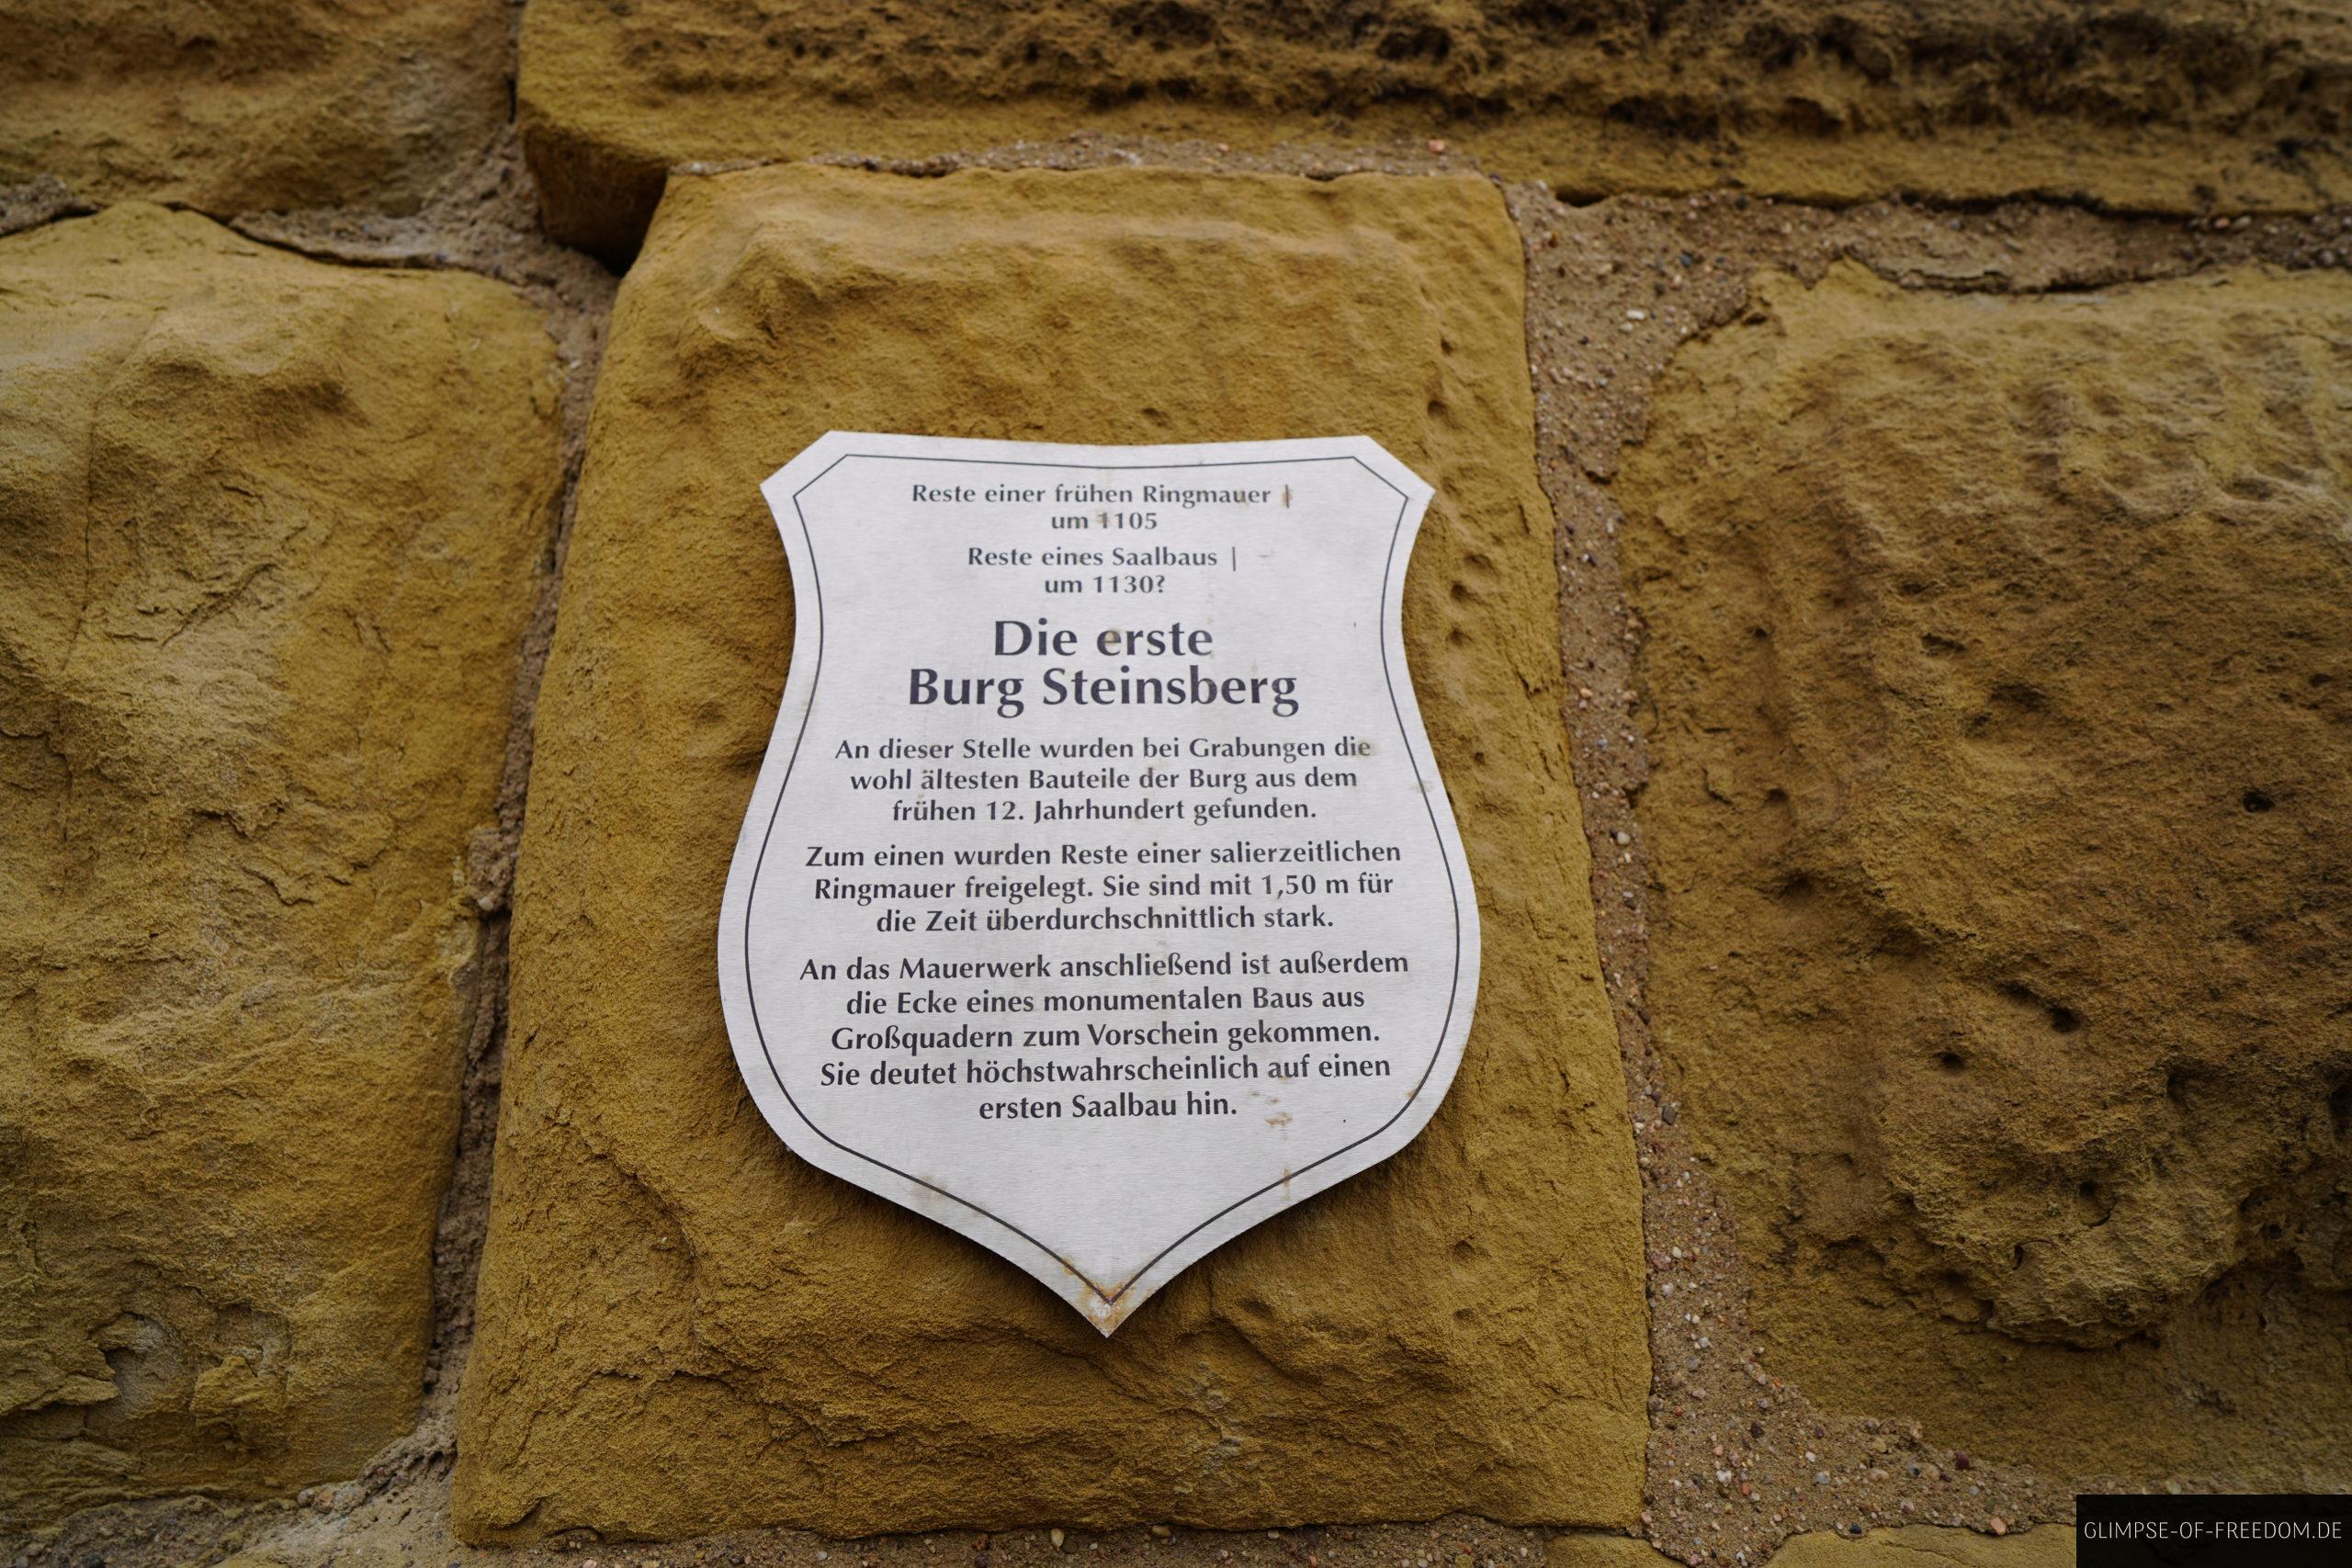 Reste einer frühen Ringmauer |
um 1105
Reste eines Saalbaus |
um 1130?
Die erste
Burg Steinsberg
An dieser Stelle wurden bei Grabungen die
wohl ältesten Bauteile der Burg aus dem
frühen 12. Jahrhundert gefunden.
Zum einen wurden Reste einer salierzeitlichen
Ringmauer freigelegt. Sie sind mit 1,50 m für
die Zeit überdurchschnittlich stark.
An das Mauerwerk anschließend ist außerdem
die Ecke eines monumentalen Baus aus
Großquadern zum Vorschein gekommen.
Sie deutet höchstwahrscheinlich auf einen
ersten Saalbau hin.
GLIMPSE-OF-FREEDOM.DE